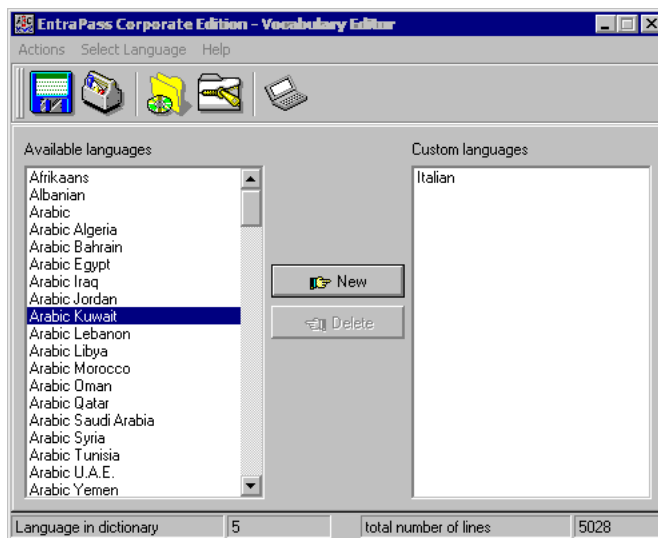 EntraPass Corporate Edition - Vocabulary Editor
Actions Select Language Help
Available languages
Custom languages
Afrikaans
Albanian
Arabic
Arabic Algeria
Arabic Bahrain
Arabic Egypt
Arabic Iraq
Arabic Jordan
Arabic Kuwait
Arabic Lebanon
Arabic Libya
Arabic Morocco
Arabic Oman
Arabic Qatar
Arabic Saudi Arabia
Arabic Syria
Arabic Tunisia
Arabic U.A.E.
Arabic Yemen
New
Delete
Italian
Language in dictionary 5 total number of lines 5028